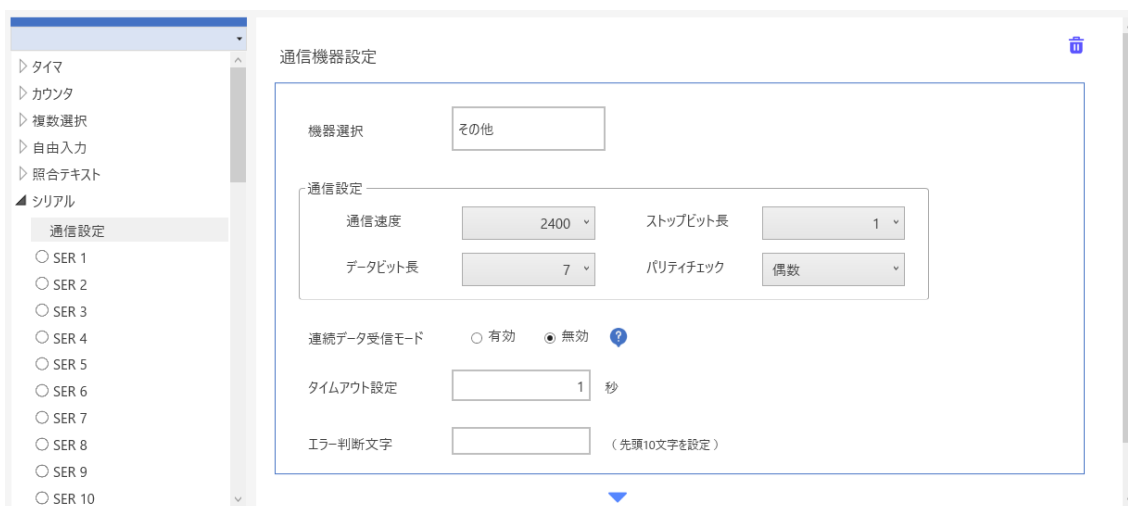 タイマ
カウンタ
複数選択
自由入力
照合テキスト
シリアル
通信設定
SER 1
SER 2
SER 3
SER 4
SER 5
SER 6
SER 7
SER 8
SER 9
SER 10
通信機器設定
機器選択 その他
通信設定
通信速度 2400 ストップビット長 1
データビット長 7 パリティチェック 偶数
連続データ受信モード 有効 無効 ?
タイムアウト設定 1 秒
エラー判断文字 (先頭10文字を設定)